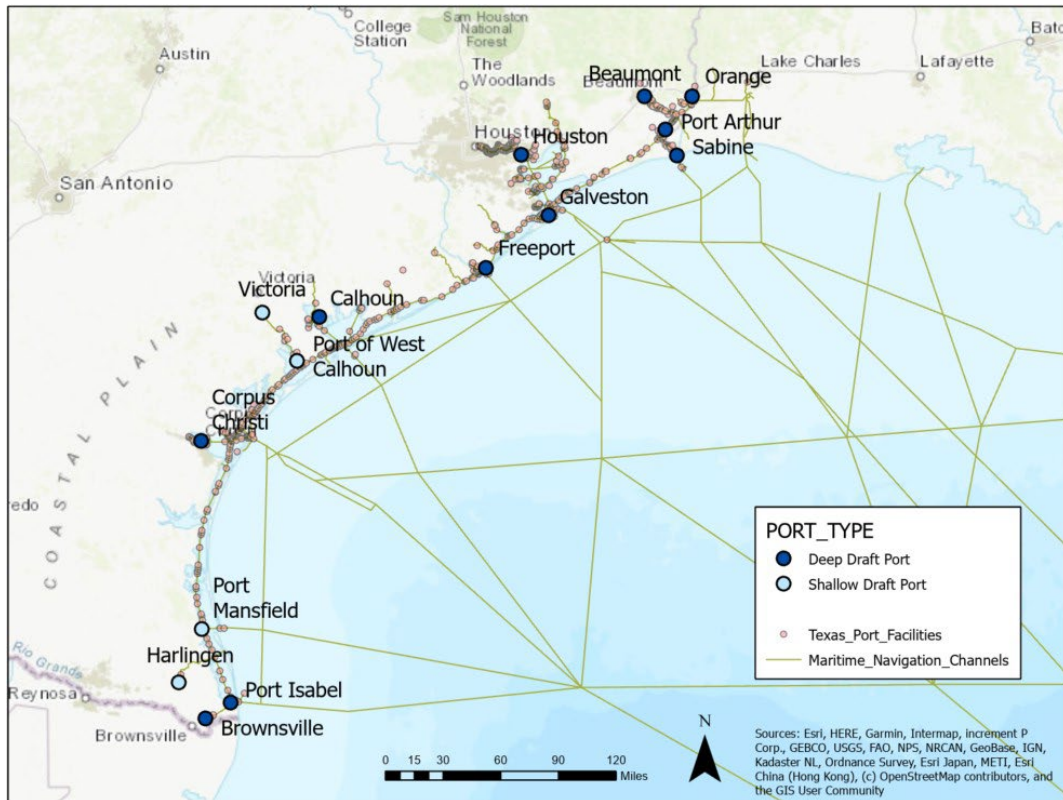 College
Station
Sam Houston
National
Forest
Austin
The
Woodlands
Beaumont
Orange
Lake Charles
Lafayette
Houston
Houston
Port Arthur
Sabine
San Antonio
Galveston
Freeport
Victoria
Victoria
Calhoun
Port of West
Calhoun
COASTAL PLAIN
Corpus
Christi
redo
PORT_TYPE
Deep Draft Port
Shallow Draft Port
Texas_Port_Facilities
Maritime_Navigation_Channels
Port
Mansfield
Harlingen
Rio Grande
Reynosa
Port Isabel
Brownsville
Brownsville
N
0 15 30 60 90 120
Miles
Sources: Esri, HERE, Garmin, Intermap, increment P
Corp., GEBCO, USGS, FAO, NPS, NRCAN, GeoBase, IGN,
Kadaster NL, Ordnance Survey, Esri Japan, METI, Esri
China (Hong Kong), (c) OpenStreetMap contributors, and
the GIS User Community